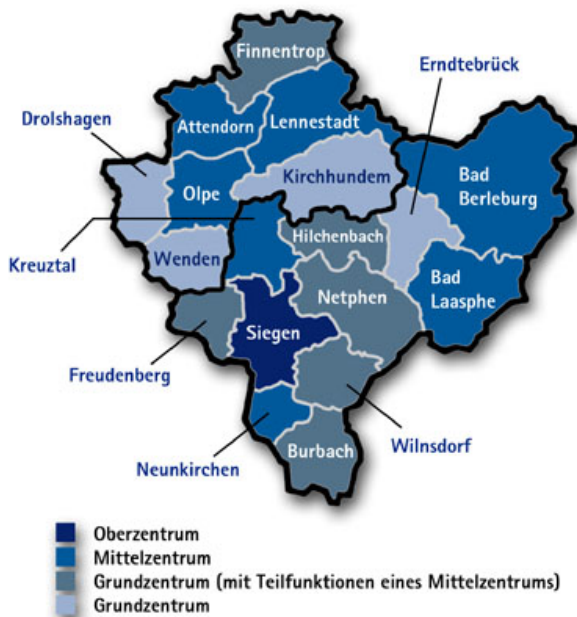 Finnentrop
Erndtebrück
Drolshagen
Attendorn
Lennestadt
Kirchhundem
Bad
Berleburg
Olpe
Hilchenbach
Kreuztal
Wenden
Bad
Laasphe
Netphen
Siegen
Freudenberg
Wilnsdorf
Neunkirchen
Burbach
Oberzentrum
Mittelzentrum
Grundzentrum (mit Teilfunktionen eines Mittelzentrums)
Grundzentrum